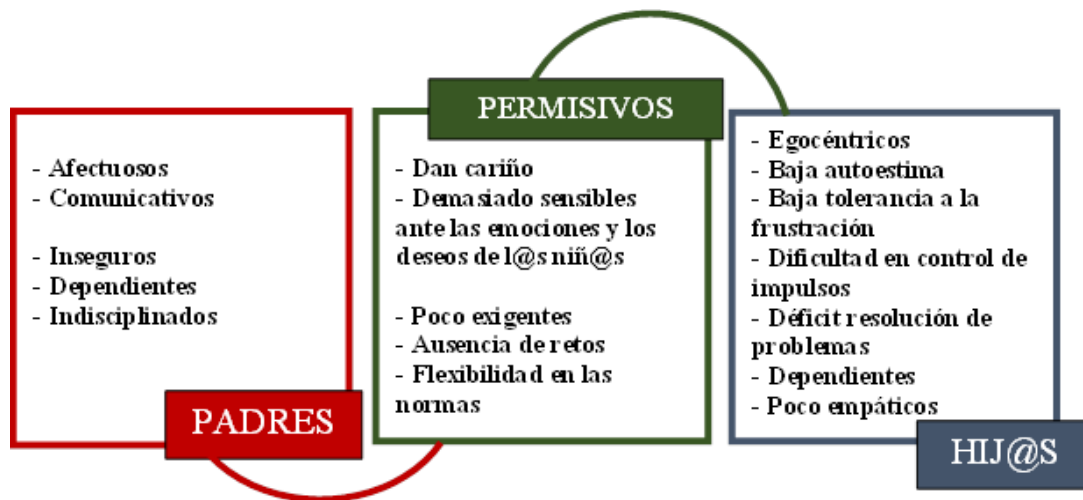 PADRES
- Afectuosos
- Comunicativos
- Inseguros
- Dependientes
- Indisciplinados
PERMISIVOS
- Dan cariño
- Demasiado sensibles
ante las emociones y los
deseos de l@s niñ@s
- Poco exigentes
- Ausencia de retos
- Flexibilidad en las
normas
- Egocéntricos
- Baja autoestima
- Baja tolerancia a la
frustración
- Dificultad en control de
impulsos
- Déficit resolución de
problemas
- Dependientes
- Poco empáticos
HIJ@S